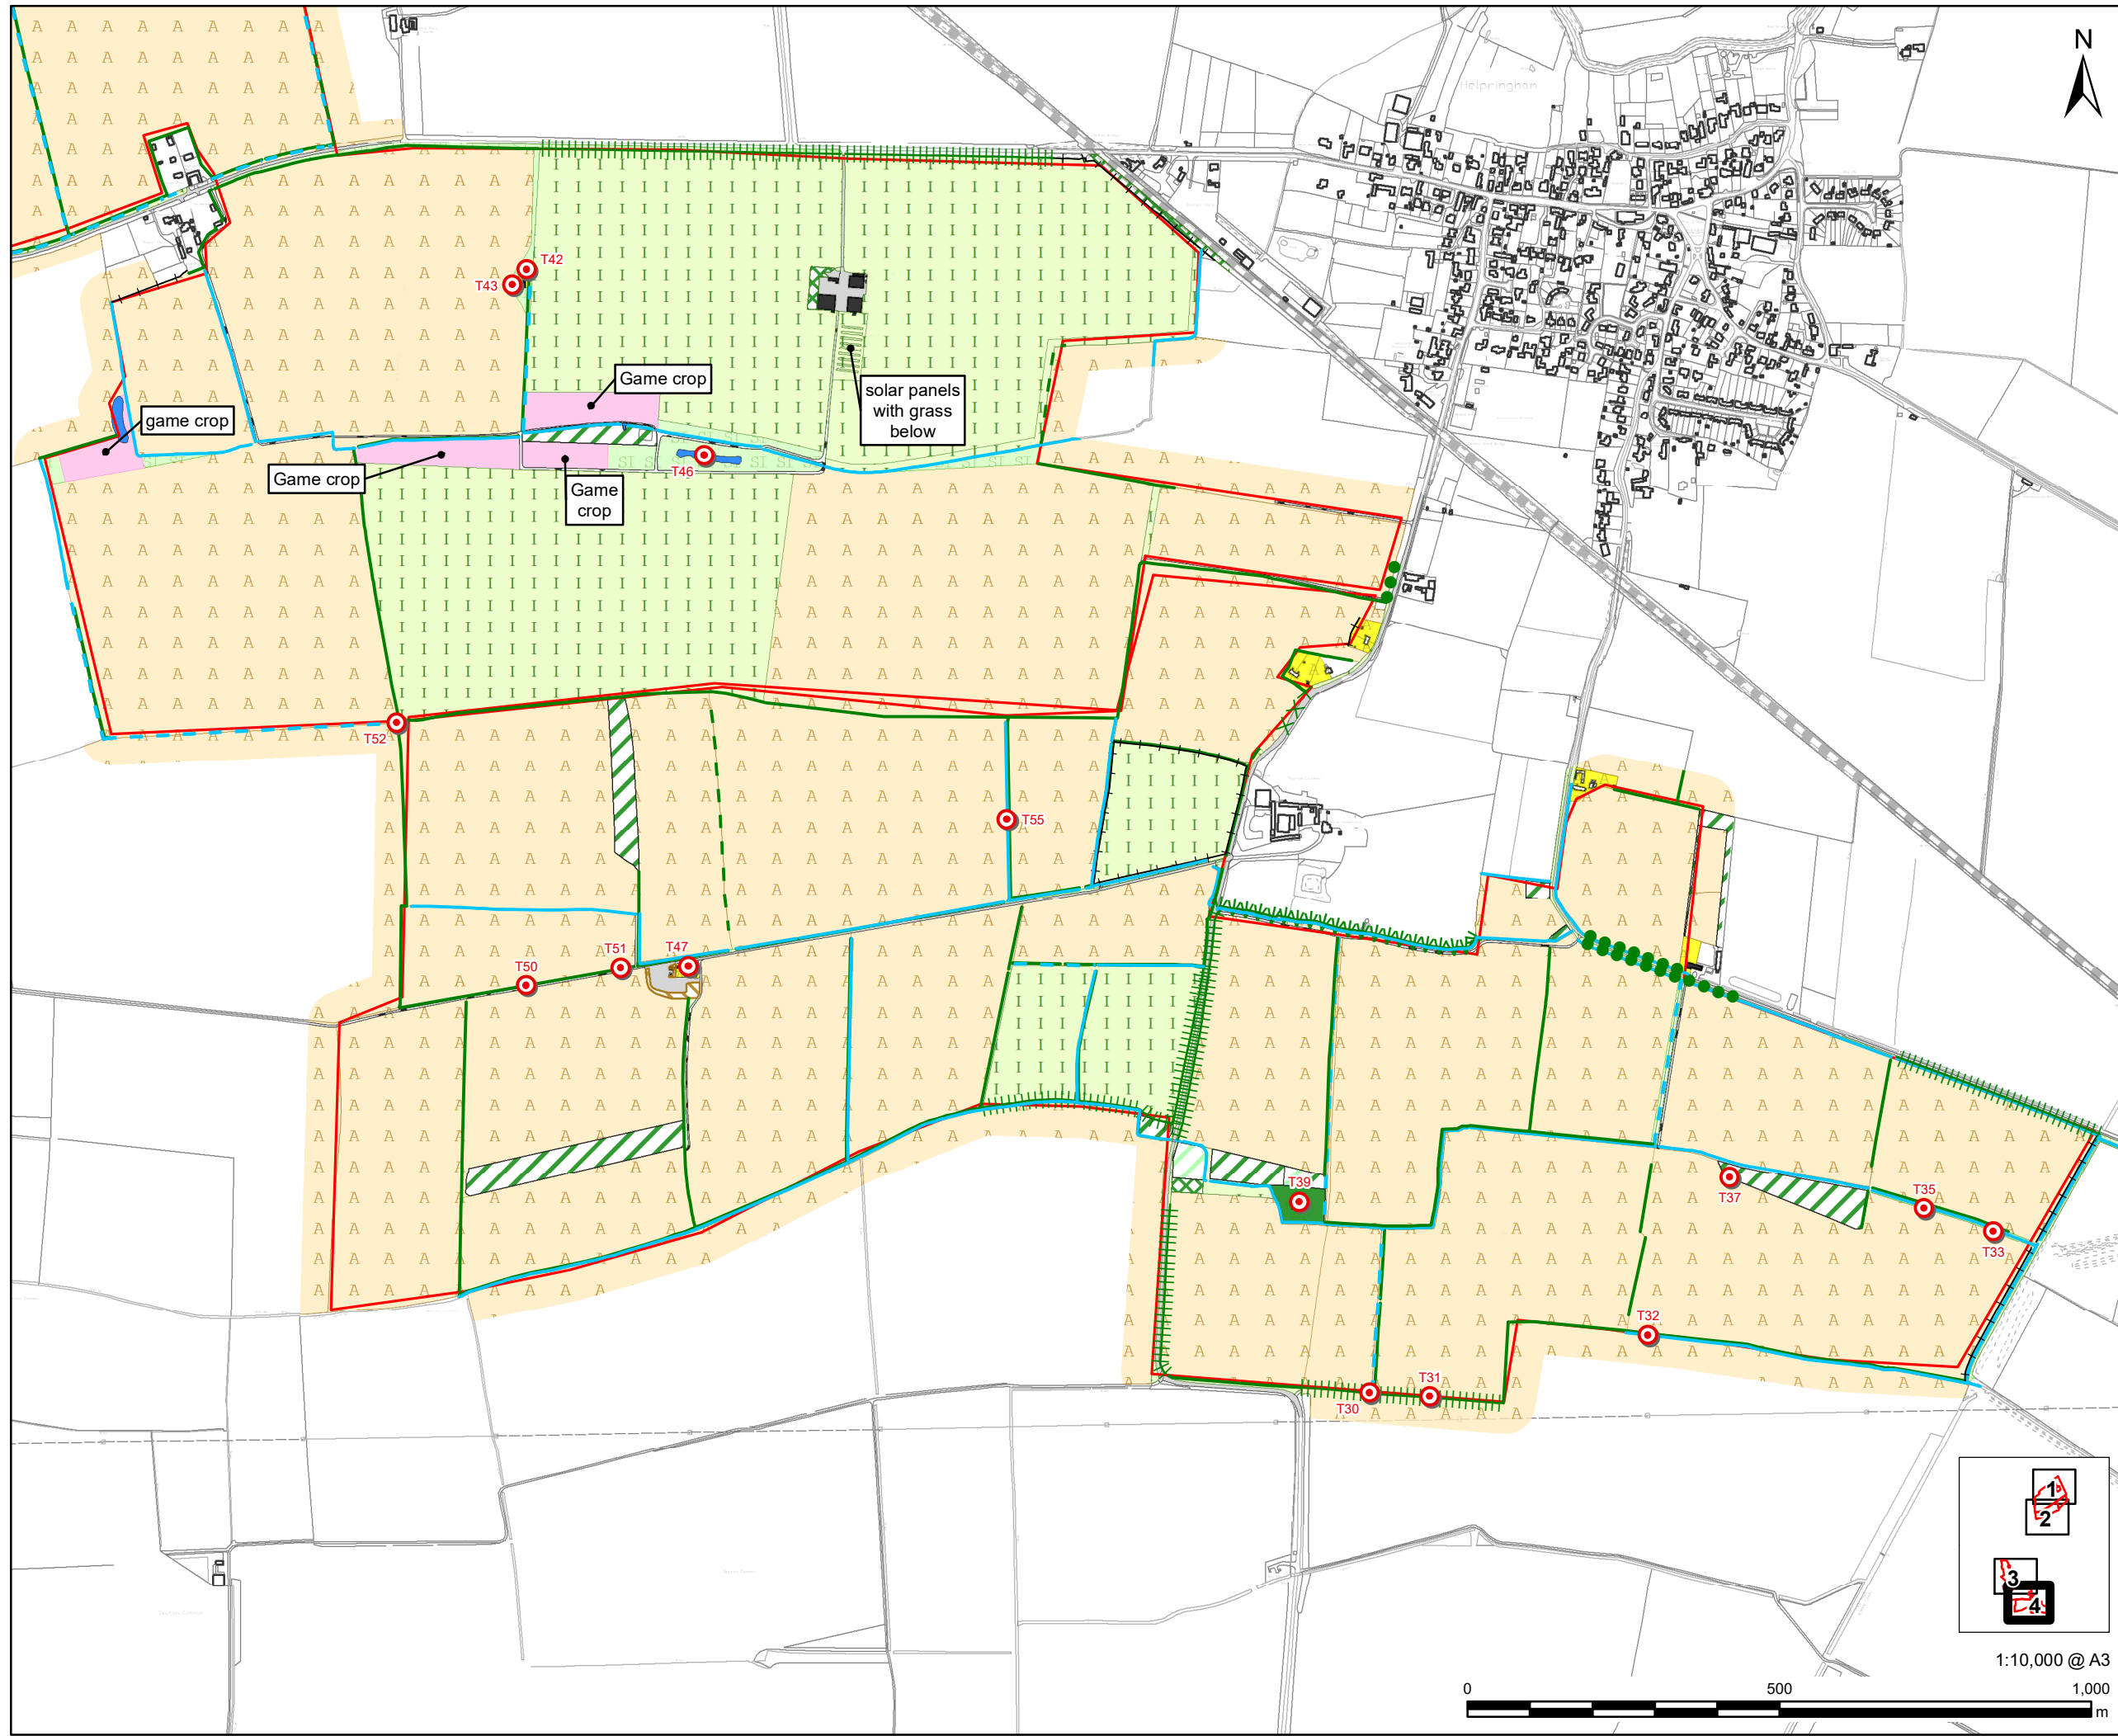 N
Helpringham
T42
T43
Game crop
solar panels
with grass
below
game crop
Game crop
Game
crop
T46
T52
T55
T51
T47
T50
T39
T37
T35
T33
T32
T31
T30
1
2
3
4
1:10,000 @ A3
0 500 1,000
m